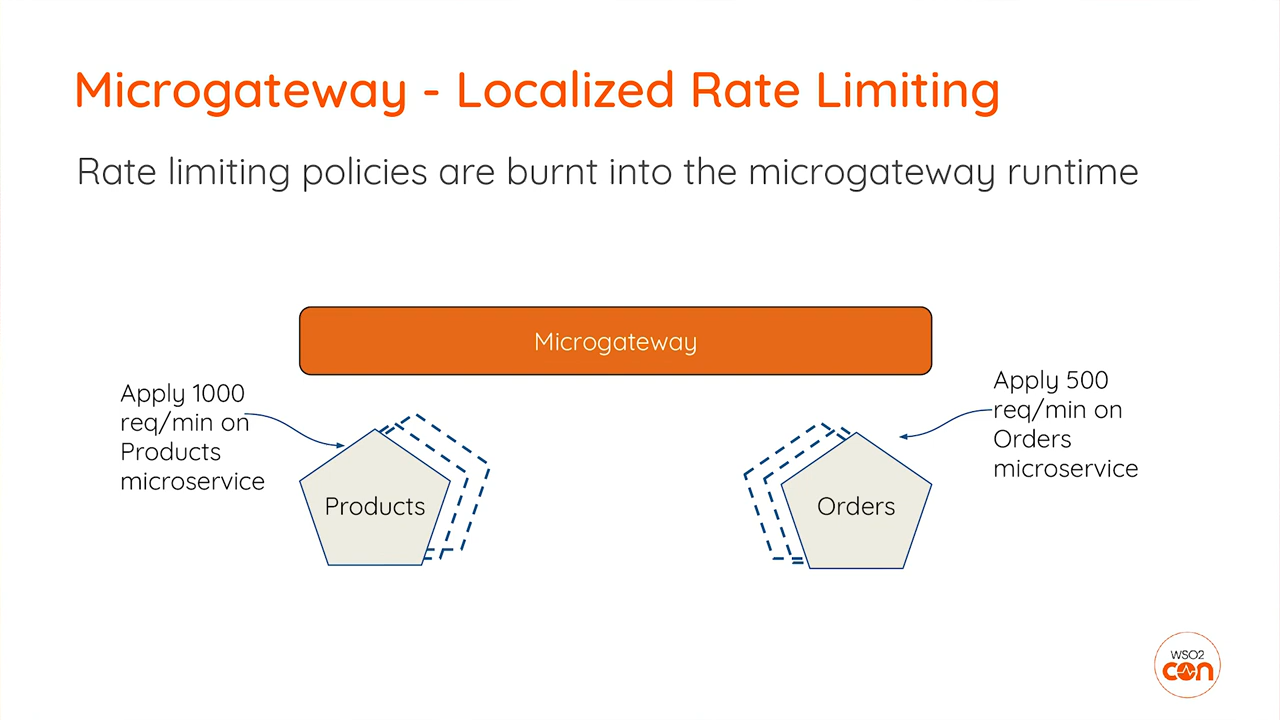 Microgateway - Localized Rate Limiting
Rate limiting policies are burnt into the microgateway runtime
Microgateway
Apply 1000
req/min on
Products
microservice
Apply 500
req/min on
Orders
microservice
Products
Orders
WSO2
con